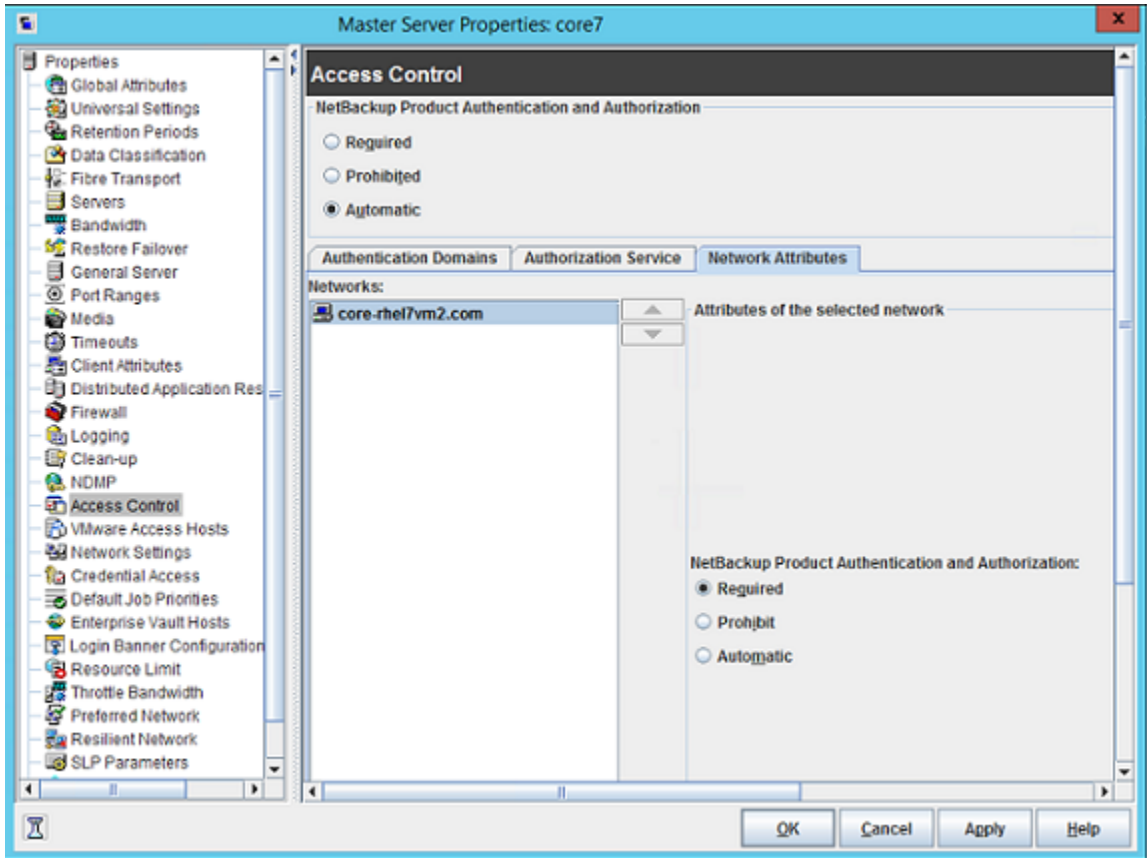 Master Server Properties: core7
x
Properties
Global Attributes
Universal Settings
Retention Periods
Data Classification
Fibre Transport
Servers
Bandwidth
Restore Failover
General Server
Port Ranges
Media
Timeouts
Client Attributes
Distributed Application Res
Firewall
Logging
Clean-up
NDMP
Access Control
VMware Access Hosts
Network Settings
Credential Access
Default Job Priorities
Enterprise Vault Hosts
Login Banner Configuration
Resource Limit
Throttle Bandwidth
Preferred Network
Resilient Network
SLP Parameters
Access Control
NetBackup Product Authentication and Authorization
Required
Prohibited
Automatic
Authentication Domains Authorization Service Network Attributes
Networks:
core-rhel7vm2.com
Attributes of the selected network
NetBackup Product Authentication and Authorization:
Required
Prohibit
Automatic
OK Cancel Apply Help